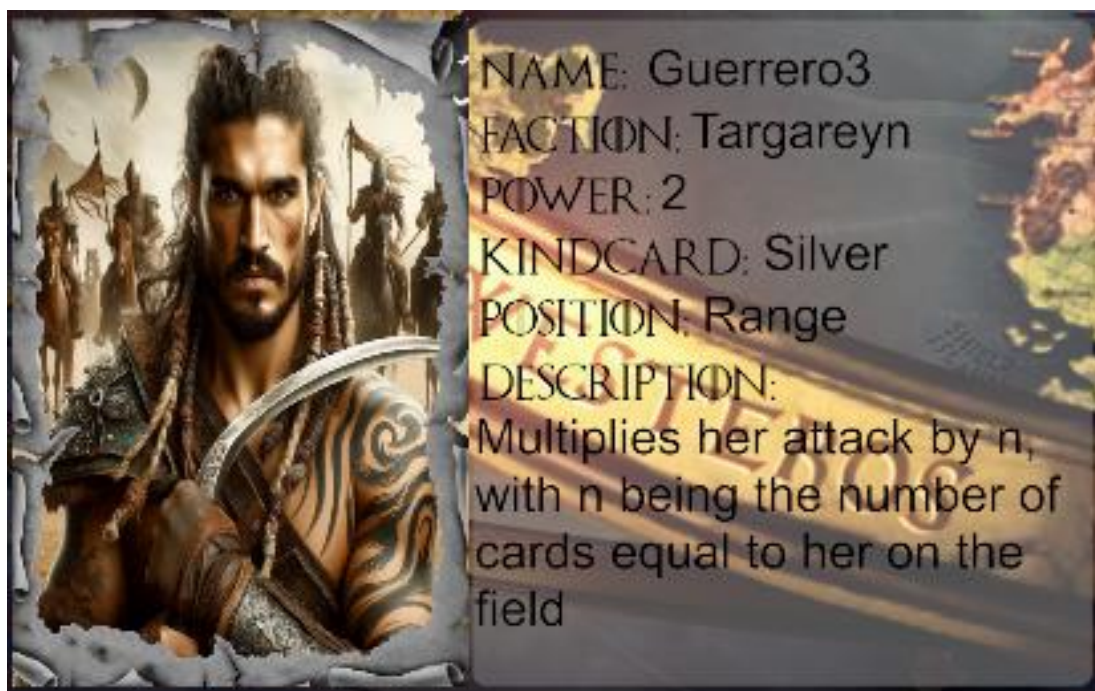 NAME: Guerrero3
FACTION: Targareyn
POWER: 2
KINDCARD: Silver
POSITION: Range
DESCRIPTION:
Multiplies her attack by n,
with n being the number of
cards equal to her on the
field
WESTEROS